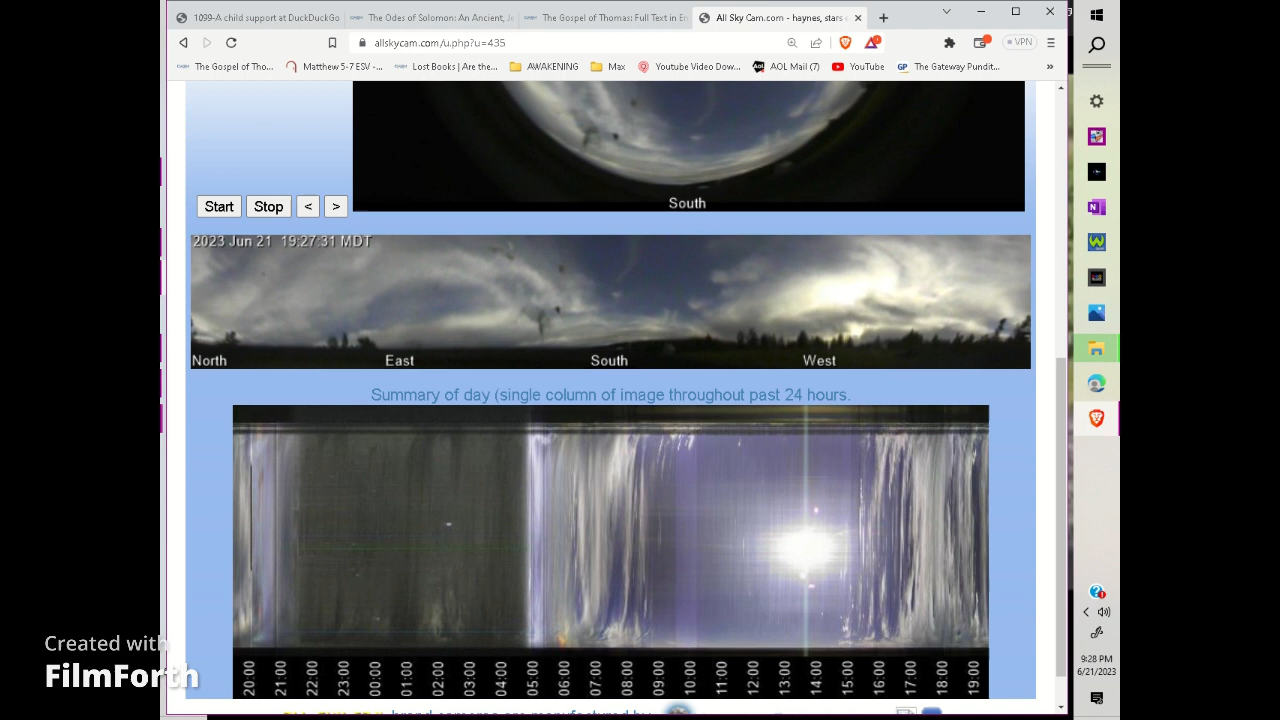 1099-A child support at DuckDuckGo
The Odes of Solomon: An Ancient, Je
The Gospel of Thomas: Full Text in En
All Sky Cam.com - haynes, stars
allskycam.com/u.php?u=435
VPN
The Gospel of Tho...
Matthew 5-7 ESV -...
Lost Books | Are the...
AWAKENING
Max
Youtube Video Dow...
AOL Mail (7)
YouTube
The Gateway Pundit...
Start
Stop
<
>
South
2023 Jun 21 19:27:31 MDT
North
East
South
West
Summary of day (single column of image throughout past 24 hours.
20:00
21:00
22:00
23:00
00:00
01:00
02:00
03:00
04:00
05:00
06:00
07:00
08:00
09:00
10:00
11:00
12:00
13:00
14:00
15:00
16:00
17:00
18:00
19:00
brand cameras are manufactured by
9:28 PM
6/21/2023
Created with
FilmForth